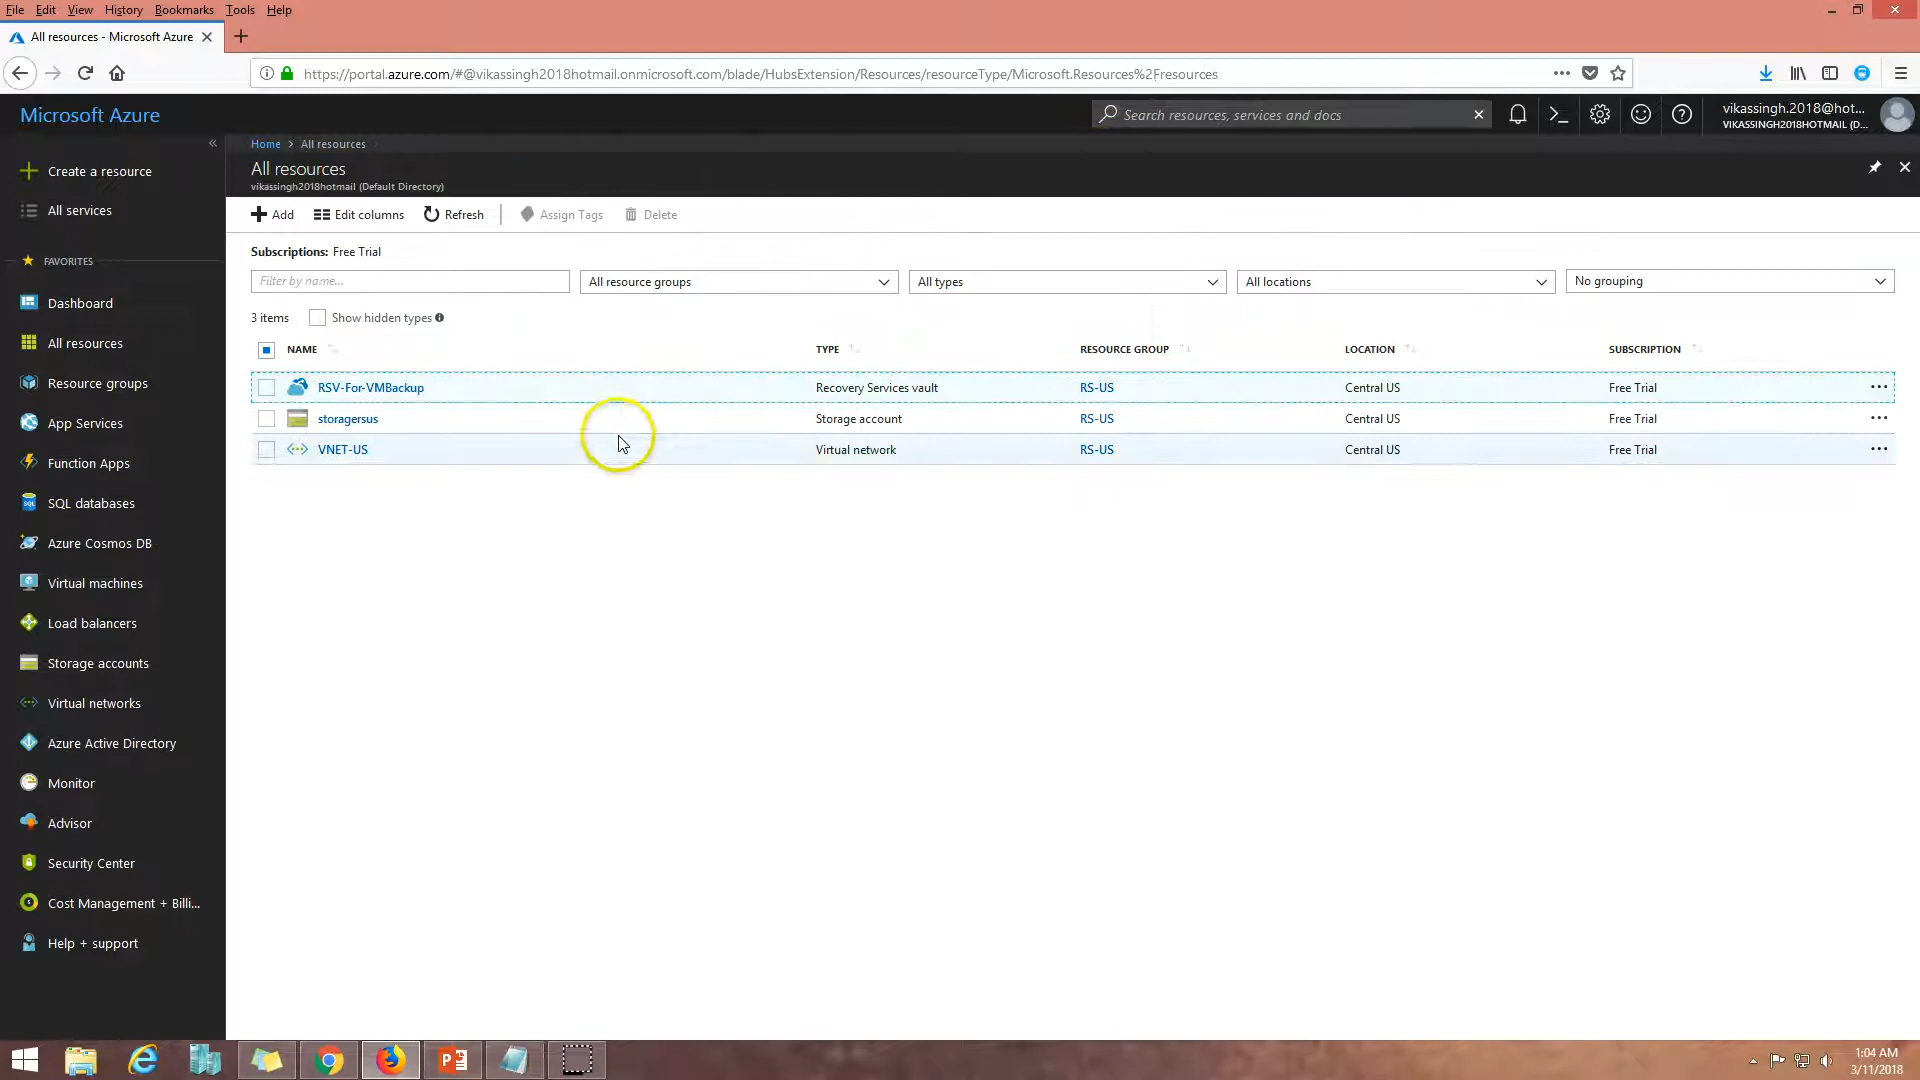 File Edit View History Bookmarks Tools Help
All resources - Microsoft Azure
https://portal.azure.com/#@vikassingh2018hotmail.onmicrosoft.com/blade/HubsExtension/Resources/resourceType/Microsoft.Resources%2Fresources
Microsoft Azure
Search resources, services and docs
vikassingh.2018@hot...
VIKASSINGH2018HOTMAIL (D...
Home > All resources
All resources
vikassingh2018hotmail (Default Directory)
Create a resource
All services
FAVORITES
Dashboard
All resources
Resource groups
App Services
Function Apps
SQL databases
Azure Cosmos DB
Virtual machines
Load balancers
Storage accounts
Virtual networks
Azure Active Directory
Monitor
Advisor
Security Center
Cost Management + Billi...
Help + support
Add Edit columns Refresh Assign Tags Delete
Subscriptions: Free Trial
Filter by name... All resource groups All types All locations No grouping
3 items Show hidden types
NAME TYPE RESOURCE GROUP LOCATION SUBSCRIPTION
RSV-For-VMBackup Recovery Services vault RS-US Central US Free Trial
storagersus Storage account RS-US Central US Free Trial
VNET-US Virtual network RS-US Central US Free Trial
1:04 AM
3/11/2018